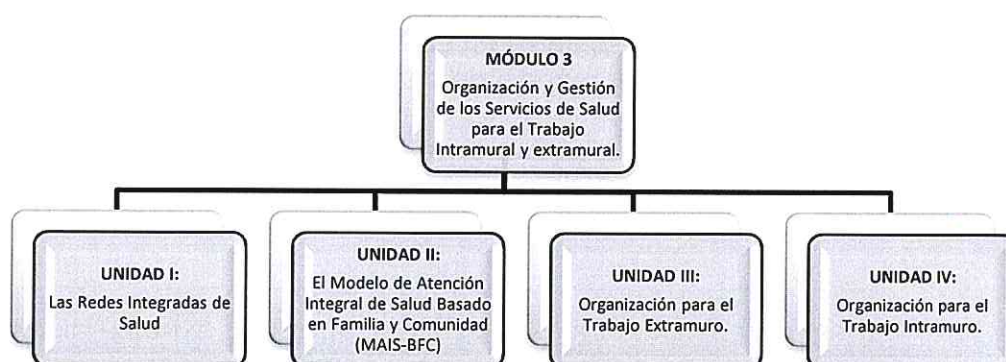 MÓDULO 3
Organización y Gestión
de los Servicios de Salud
para el Trabajo
Intramural y extramural.
UNIDAD I:
Las Redes Integradas de
Salud
UNIDAD II:
El Modelo de Atención
Integral de Salud Basado
en Familia y Comunidad
(MAIS-BFC)
UNIDAD III:
Organización para el
Trabajo Extramuro.
UNIDAD IV:
Organización para el
Trabajo Intramuro.